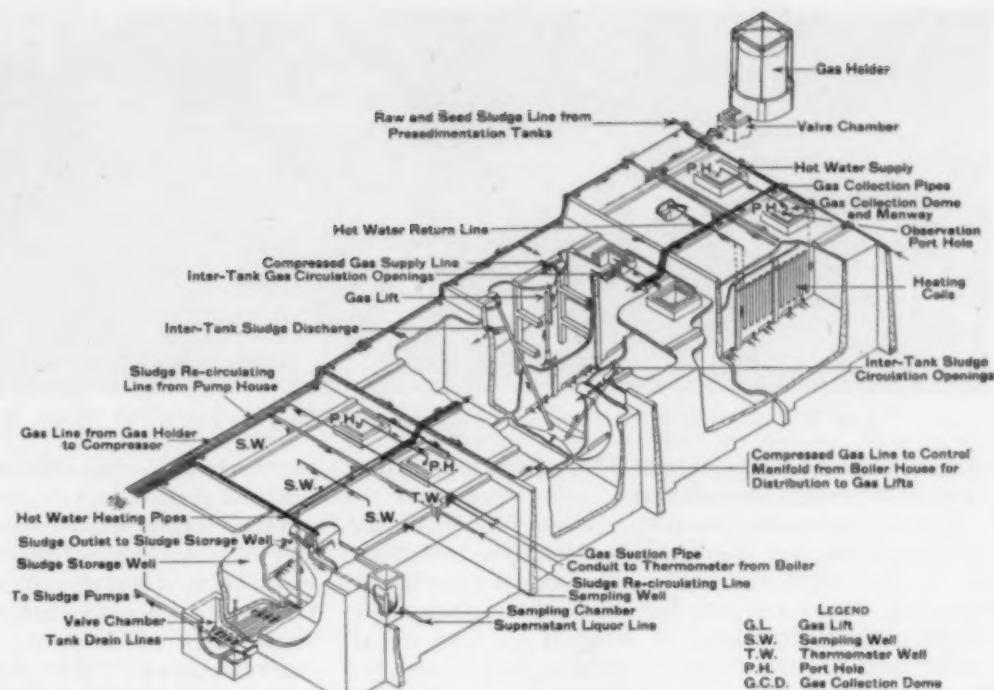 Gas Holder
Raw and Seed Sludge Line from
Presedimentation Tanks
Valve Chamber
Hot Water Supply
P.H.
Gas Collection Pipes
P.H.
Gas Collection Dome
and Manway
Hot Water Return Line
Observation
Port Hole
Compressed Gas Supply Line
Inter-Tank Gas Circulation Openings
Gas Lift
Heating
Coils
Inter-Tank Sludge Discharge
Inter-Tank Sludge
Circulation Openings
Sludge Re-circulating
Line from Pump House
Gas Line from Gas Holder
to Compressor
S.W.
P.H.
P.H.
S.W.
T.W.
S.W.
Compressed Gas Line to Control
Manifold from Boiler House for
Distribution to Gas Lifts
Hot Water Heating Pipes
Sludge Outlet to Sludge Storage Well
Sludge Storage Well
Gas Suction Pipe
Conduit to Thermometer from Boiler
Sludge Re-circulating Line
Sampling Well
To Sludge Pumps
Valve Chamber
Tank Drain Lines
Sampling Chamber
Supernatant Liquor Line
LEGEND
G.L. Gas Lift
S.W. Sampling Well
T.W. Thermometer Well
P.H. Port Hole
G.C.D. Gas Collection Dome